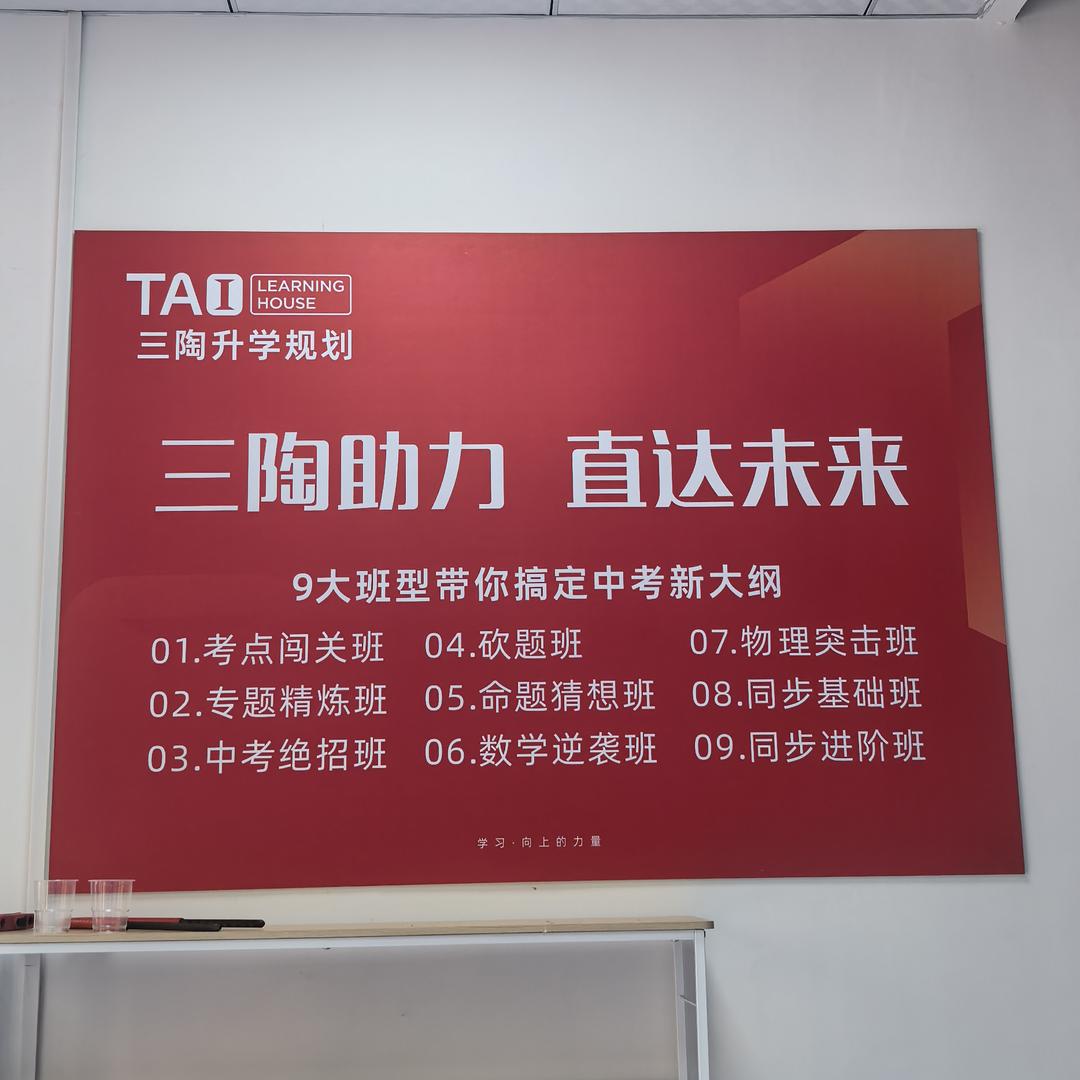 TAO LEARNING HOUSE
三陶升学规划
三陶助力 直达未来
9大班型带你搞定中考新大纲
01.考点闯关班
02.专题精炼班
03.中考绝招班
04.砍题班
05.命题猜想班
06.数学逆袭班
07.物理突击班
08.同步基础班
09.同步进阶班
学习·向上的力量